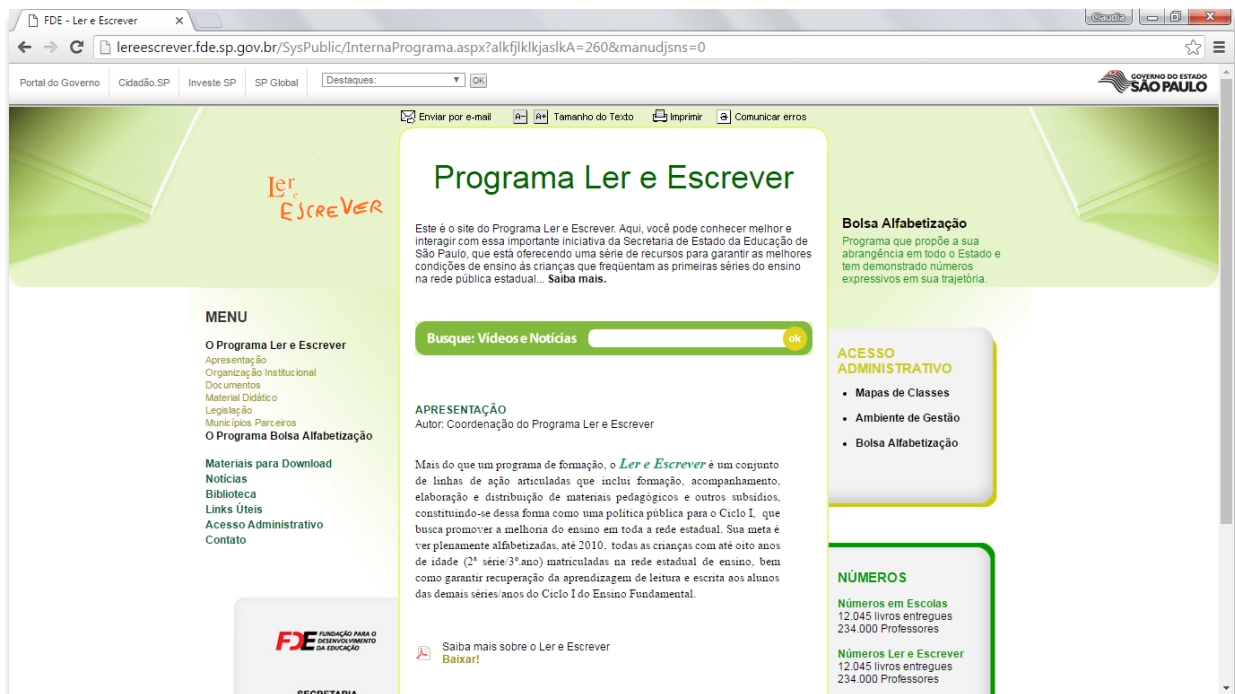 FDE - Ler e Escrever
Claudia
lereescrever.fde.sp.gov.br/SysPublic/InternaPrograma.aspx?alkfjlklkjaslkA=260&manudjsns=0
Portal do Governo
Cidadão.SP
Investe SP
SP Global
Destaques:
OK
GOVERNO DO ESTADO
SÃO PAULO
Enviar por e-mail
A-
A+
Tamanho do Texto
Imprimir
Comunicar erros
Ler
e
EscreVer
MENU
O Programa Ler e Escrever
Apresentação
Organização Institucional
Documentos
Material Didático
Legislação
Municípios Parceiros
O Programa Bolsa Alfabetização
Materiais para Download
Notícias
Biblioteca
Links Úteis
Acesso Administrativo
Contato
FDE
FUNDAÇÃO PARA O
DESENVOLVIMENTO
DA EDUCAÇÃO
SECRETARIA
Programa Ler e Escrever
Este é o site do Programa Ler e Escrever. Aqui, você pode conhecer melhor e
interagir com essa importante iniciativa da Secretaria de Estado da Educação de
São Paulo, que está oferecendo uma série de recursos para garantir as melhores
condições de ensino às crianças que freqüentam as primeiras séries do ensino
na rede pública estadual... Saiba mais.
Busque: Vídeos e Notícias
ok
APRESENTAÇÃO
Autor: Coordenação do Programa Ler e Escrever
Mais do que um programa de formação, o Ler e Escrever é um conjunto
de linhas de ação articuladas que inclui formação, acompanhamento,
elaboração e distribuição de materiais pedagógicos e outros subsídios,
constituindo-se dessa forma como uma política pública para o Ciclo I, que
busca promover a melhoria do ensino em toda a rede estadual. Sua meta é
ver plenamente alfabetizadas, até 2010, todas as crianças com até oito anos
de idade (2ª série/3º.ano) matriculadas na rede estadual de ensino, bem
como garantir recuperação da aprendizagem de leitura e escrita aos alunos
das demais séries/anos do Ciclo I do Ensino Fundamental.
Saiba mais sobre o Ler e Escrever
Baixar!
Bolsa Alfabetização
Programa que propõe a sua
abrangência em todo o Estado e
tem demonstrado números
expressivos em sua trajetória.
ACESSO
ADMINISTRATIVO
• Mapas de Classes
• Ambiente de Gestão
• Bolsa Alfabetização
NÚMEROS
Números em Escolas
12.045 livros entregues
234.000 Professores
Números Ler e Escrever
12.045 livros entregues
234.000 Professores